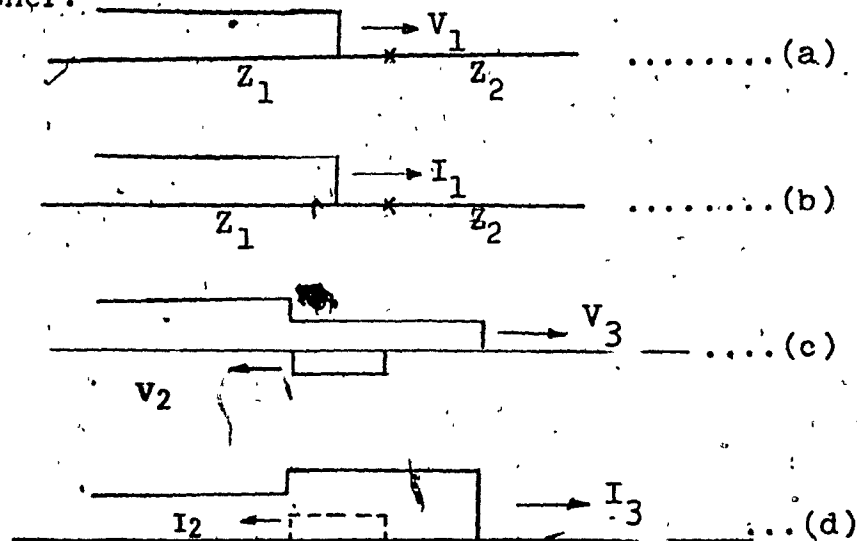 V1
Z1 Z2 ........(a)
I1
Z1 Z2 ........(b)
V3
....(c)
V2
I3
I2 ...(d)